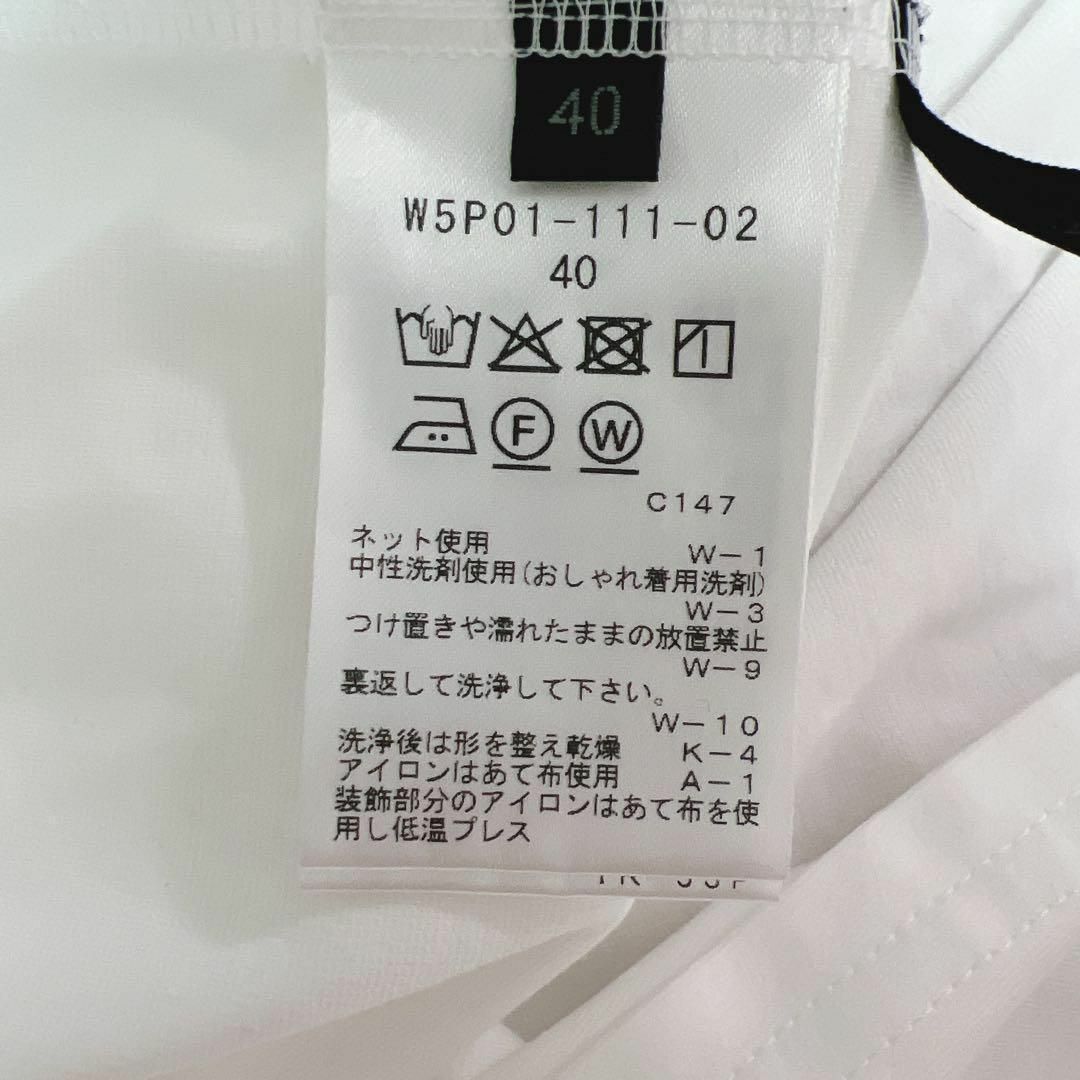 40
W5P01-111-02
40
F W
C147
ネット使用 W-1
中性洗剤使用(おしゃれ着用洗剤)
W-3
つけ置きや濡れたままの放置禁止
W-9
裏返して洗浄して下さい。
W-10
洗浄後は形を整え乾燥 K-4
アイロンはあて布使用 A-1
装飾部分のアイロンはあて布を使
用し低温プレス